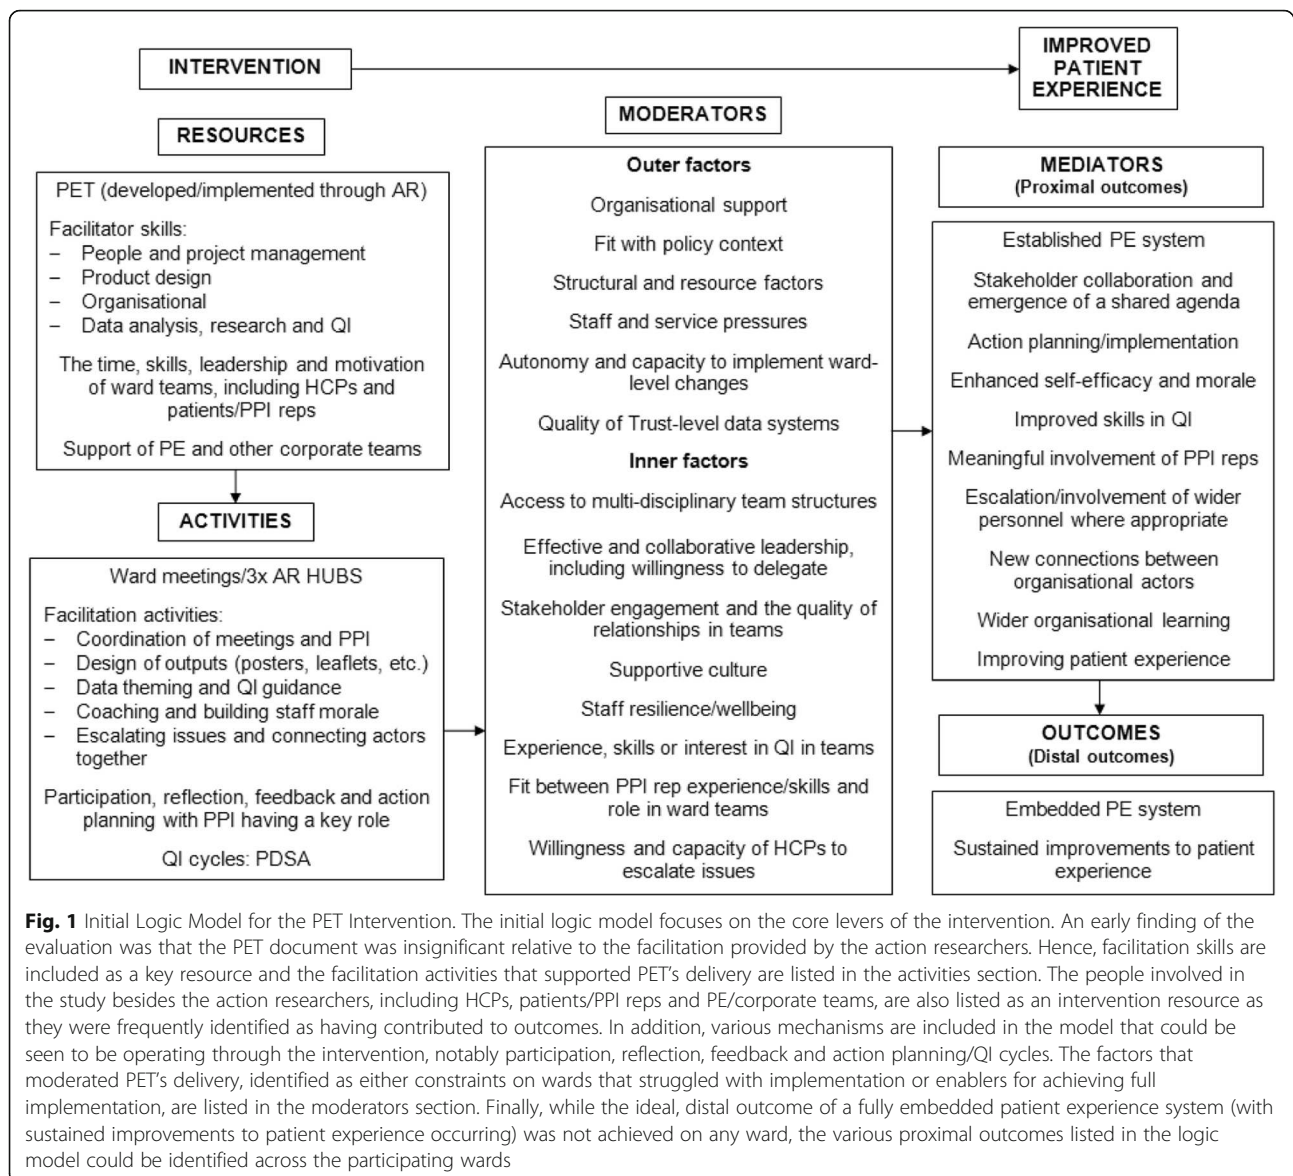 INTERVENTION
IMPROVED
PATIENT
EXPERIENCE
RESOURCES
PET (developed/implemented through AR)
Facilitator skills:
– People and project management
– Product design
– Organisational
– Data analysis, research and QI
The time, skills, leadership and motivation
of ward teams, including HCPs and
patients/PPI reps
Support of PE and other corporate teams
ACTIVITIES
Ward meetings/3x AR HUBS
Facilitation activities:
– Coordination of meetings and PPI
– Design of outputs (posters, leaflets, etc.)
– Data theming and QI guidance
– Coaching and building staff morale
– Escalating issues and connecting actors
together
Participation, reflection, feedback and action
planning with PPI having a key role
QI cycles: PDSA
MODERATORS
Outer factors
Organisational support
Fit with policy context
Structural and resource factors
Staff and service pressures
Autonomy and capacity to implement ward-
level changes
Quality of Trust-level data systems
Inner factors
Access to multi-disciplinary team structures
Effective and collaborative leadership,
including willingness to delegate
Stakeholder engagement and the quality of
relationships in teams
Supportive culture
Staff resilience/wellbeing
Experience, skills or interest in QI in teams
Fit between PPI rep experience/skills and
role in ward teams
Willingness and capacity of HCPs to
escalate issues
MEDIATORS
(Proximal outcomes)
Established PE system
Stakeholder collaboration and
emergence of a shared agenda
Action planning/implementation
Enhanced self-efficacy and morale
Improved skills in QI
Meaningful involvement of PPI reps
Escalation/involvement of wider
personnel where appropriate
New connections between
organisational actors
Wider organisational learning
Improving patient experience
OUTCOMES
(Distal outcomes)
Embedded PE system
Sustained improvements to patient
experience
Fig. 1 Initial Logic Model for the PET Intervention. The initial logic model focuses on the core levers of the intervention. An early finding of the
evaluation was that the PET document was insignificant relative to the facilitation provided by the action researchers. Hence, facilitation skills are
included as a key resource and the facilitation activities that supported PET's delivery are listed in the activities section. The people involved in
the study besides the action researchers, including HCPs, patients/PPI reps and PE/corporate teams, are also listed as an intervention resource as
they were frequently identified as having contributed to outcomes. In addition, various mechanisms are included in the model that could be
seen to be operating through the intervention, notably participation, reflection, feedback and action planning/QI cycles. The factors that
moderated PET's delivery, identified as either constraints on wards that struggled with implementation or enablers for achieving full
implementation, are listed in the moderators section. Finally, while the ideal, distal outcome of a fully embedded patient experience system (with
sustained improvements to patient experience occurring) was not achieved on any ward, the various proximal outcomes listed in the logic
model could be identified across the participating wards